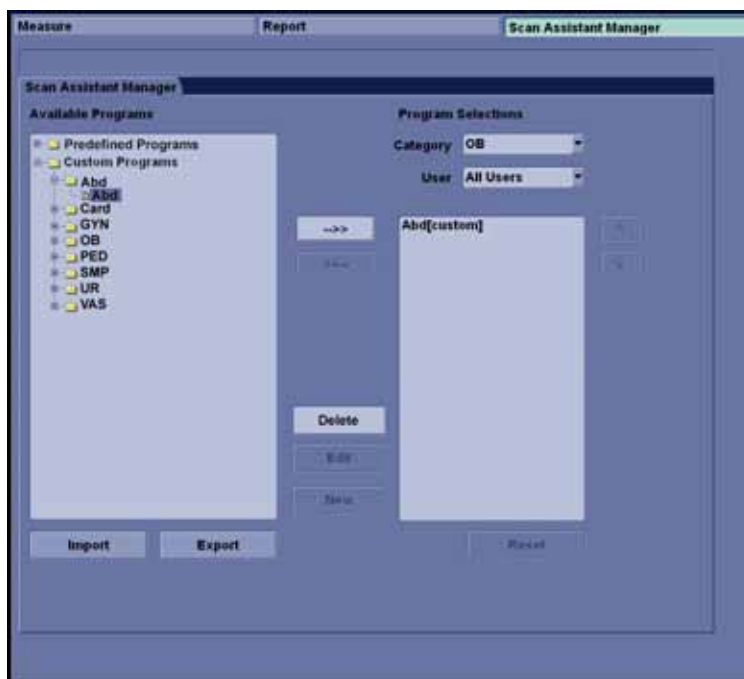 Measure Report Scan Assistant Manager
Scan Assistant Manager
Available Programs Program Selections
Predefined Programs Category OB
Custom Programs
Abd User All Users
Abd
Card
GYN -->> Abd[custom]
OB
PED
SMP
UR
VAS
Delete
Edit
New
Import Export Reset